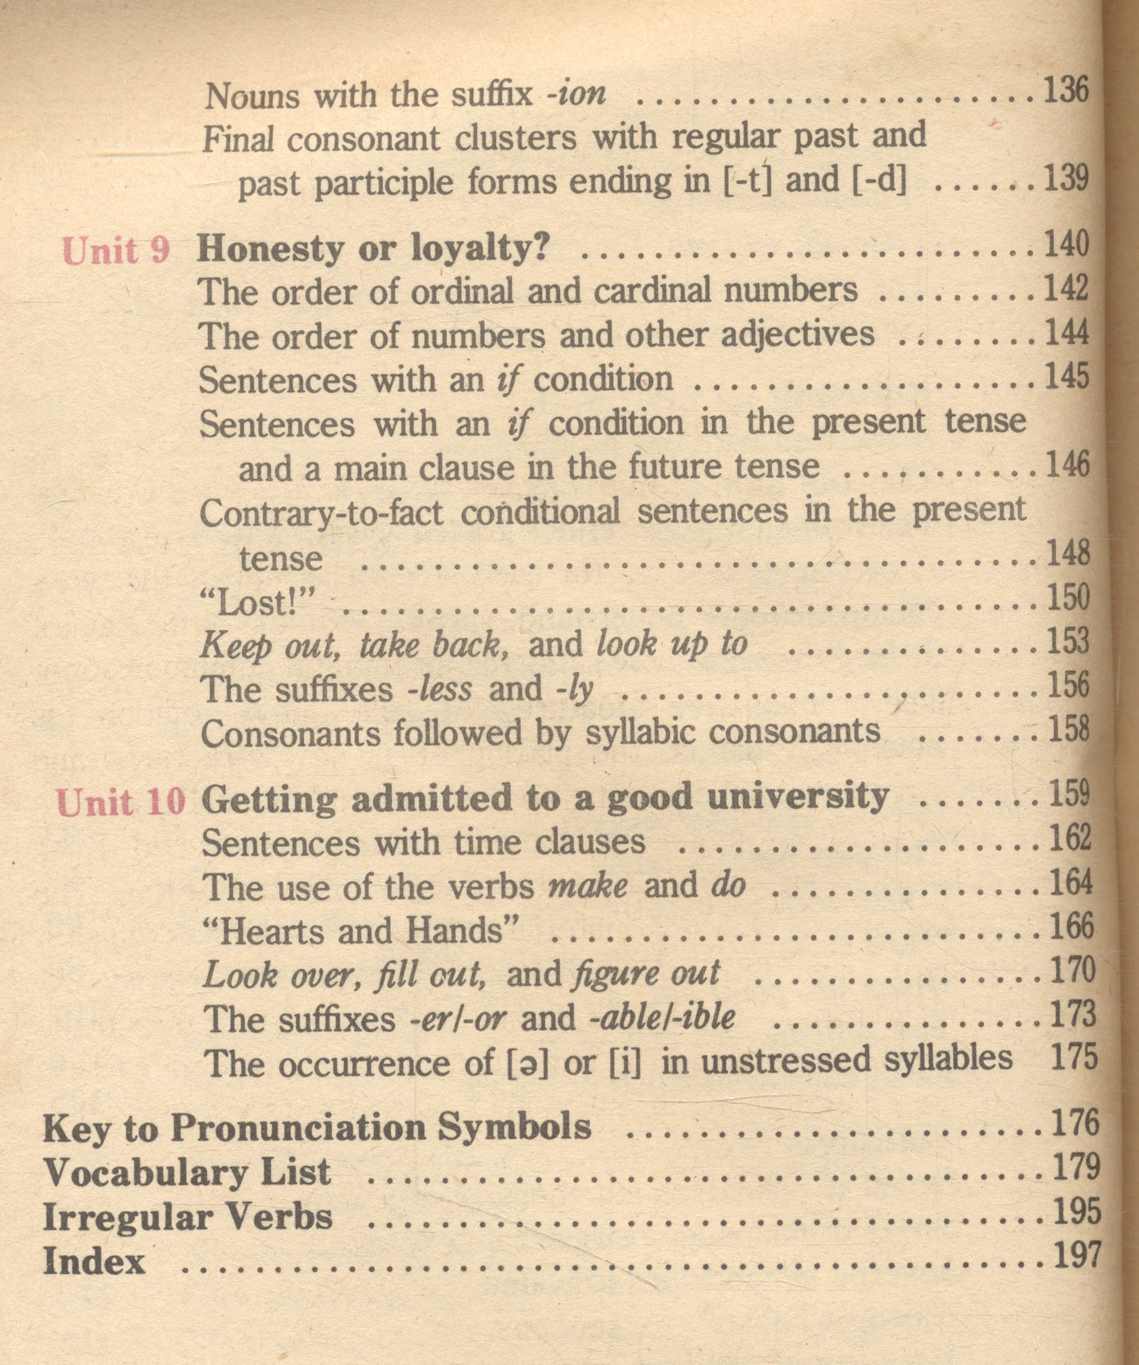 Nouns with the suffix -ion ...................... 136
Final consonant clusters with regular past and
past participle forms ending in [-t] and [-d] ...... 139
Unit 9 Honesty or loyalty? ......................... 140
The order of ordinal and cardinal numbers ......... 142
The order of numbers and other adjectives ........ 144
Sentences with an if condition ................... 145
Sentences with an if condition in the present tense
and a main clause in the future tense ........... 146
Contrary-to-fact conditional sentences in the present
tense ...................................... 148
“Lost!” ....................................... 150
Keep out, take back, and look up to .............. 153
The suffixes -less and -ly ....................... 156
Consonants followed by syllabic consonants ....... 158
Unit 10 Getting admitted to a good university ....... 159
Sentences with time clauses .................... 162
The use of the verbs make and do ............... 164
“Hearts and Hands” ........................... 166
Look over, fill out, and figure out ................ 170
The suffixes -er/-or and -able/-ible ............... 173
The occurrence of [ə] or [i] in unstressed syllables 175
Key to Pronunciation Symbols ....................... 176
Vocabulary List ...................................... 179
Irregular Verbs ...................................... 195
Index ................................................ 197